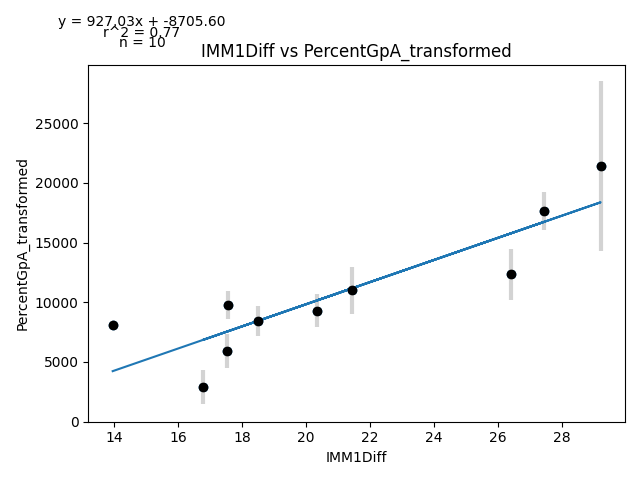 y = 927.03x + -8705.60
r^2 = 0.77
n = 10
IMM1Diff vs PercentGpA_transformed
PercentGpA_transformed
25000
20000
15000
10000
5000
0
14 16 18 20 22 24 26 28
IMM1Diff